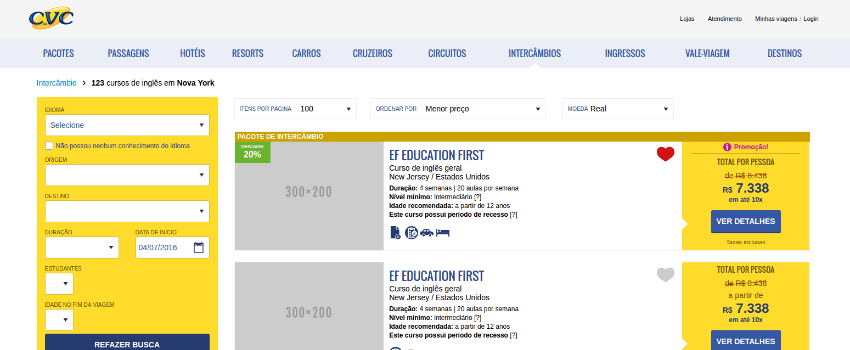 CVC
Lojas Atendimento Minhas viagens / Login
PACOTES PASSAGENS HOTÉIS RESORTS CARROS CRUZEIROS CIRCUITOS INTERCÂMBIOS INGRESSOS VALE-VIAGEM DESTINOS
Intercâmbio > 123 cursos de inglês em Nova York
IDIOMA
Selecione
Não possou nenhum conhecimento do idioma
ORIGEM
DESTINO
DURAÇÃO DATA DE INÍCIO
04/07/2016
ESTUDANTES
IDADE NO FIM DA VIAGEM
REFAZER BUSCA
ITENS POR PÁGINA 100 ORDENAR POR: Menor preço MOEDA Real
PACOTE DE INTERCÂMBIO
Desconto
20%
300×200
EF EDUCATION FIRST
Curso de inglês geral
New Jersey / Estados Unidos
Duração: 4 semanas | 20 aulas por semana
Nível mínimo: intermediário [?]
Idade recomendada: a partir de 12 anos
Este curso possui período de recesso [?]
Promoção!
TOTAL POR PESSOA
de R$ 8.438
R$ 7.338
em até 10x
VER DETALHES
Taxas inclusas
300×200
EF EDUCATION FIRST
Curso de inglês geral
New Jersey / Estados Unidos
Duração: 4 semanas | 20 aulas por semana
Nível mínimo: intermediário [?]
Idade recomendada: a partir de 12 anos
Este curso possui período de recesso [?]
TOTAL POR PESSOA
de R$ 8.438
a partir de
R$ 7.338
em até 10x
VER DETALHES